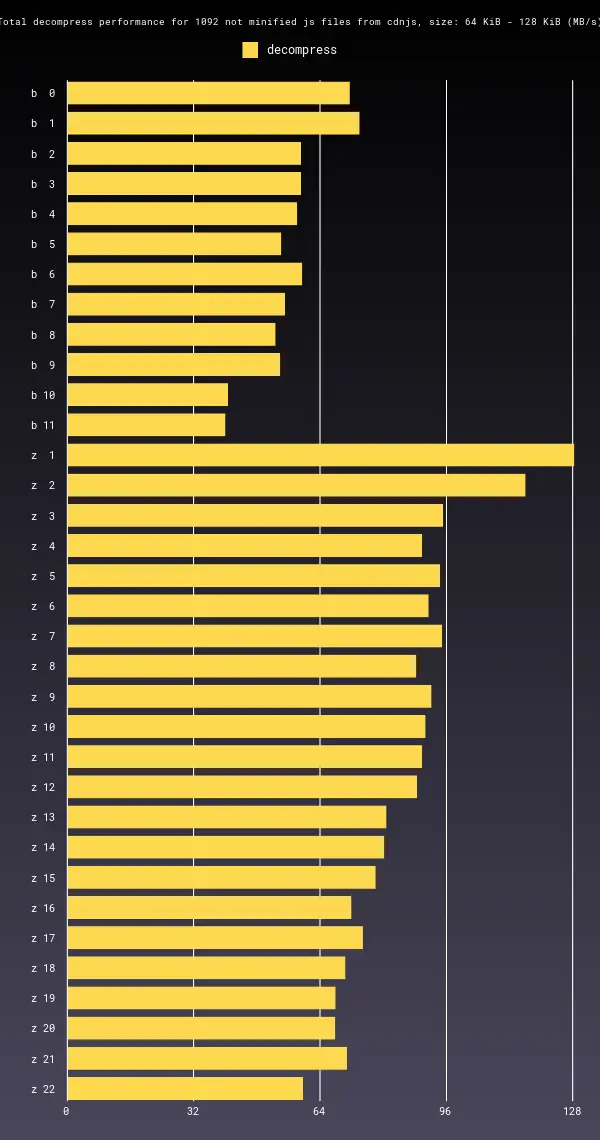 Total decompress performance for 1092 not minified js files from cdnjs, size: 64 KiB - 128 KiB (MB/s)
decompress
b 0
b 1
b 2
b 3
b 4
b 5
b 6
b 7
b 8
b 9
b 10
b 11
z 1
z 2
z 3
z 4
z 5
z 6
z 7
z 8
z 9
z 10
z 11
z 12
z 13
z 14
z 15
z 16
z 17
z 18
z 19
z 20
z 21
z 22
0 32 64 96 128